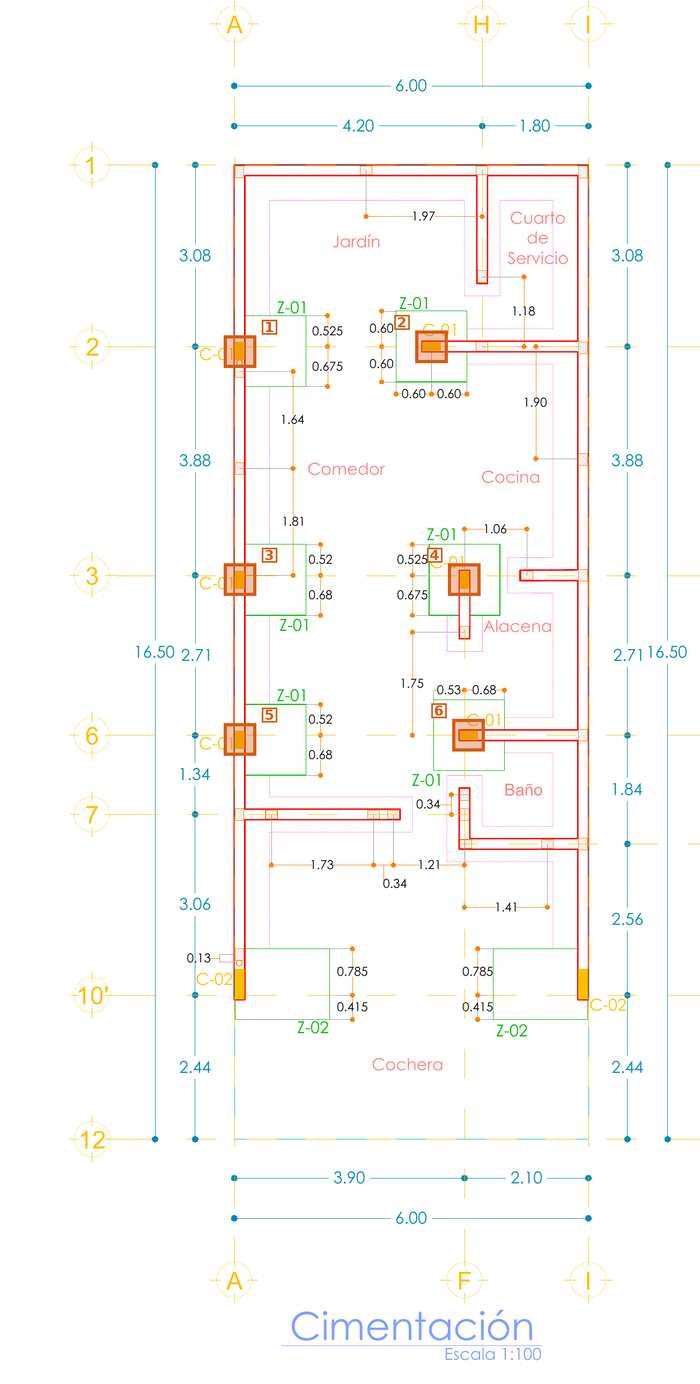 A
H
I
6.00
4.20
1.80
1
3.08
3.08
1.97
Jardín
Cuarto
de
Servicio
1.18
Z-01
1
0.525
0.675
C-01
2
Z-01
2
C-01
0.60
0.60
0.60
0.60
1.90
1.64
3.88
3.88
Comedor
Cocina
1.81
1.06
Z-01
3
3
C-01
0.52
0.68
Z-01
4
C-01
0.525
0.675
Alacena
16.50
2.71
2.71
16.50
1.75
Z-01
5
6
C-01
0.52
0.68
0.53
0.68
6
C-01
Z-01
1.34
1.84
Baño
7
0.34
1.73
1.21
0.34
1.41
3.06
2.56
0.13
C-02
0.785
0.415
0.785
0.415
10'
C-02
Z-02
Z-02
2.44
2.44
Cochera
12
3.90
2.10
6.00
A
F
I
Cimentación
Escala 1:100